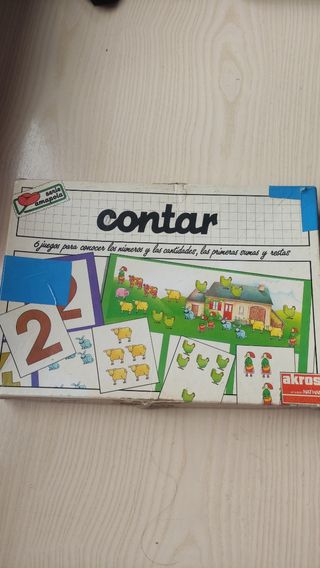 serie
amapola
contar
6 juegos para conocer los números y las cantidades, las primeras sumas y restas
2
2
akros